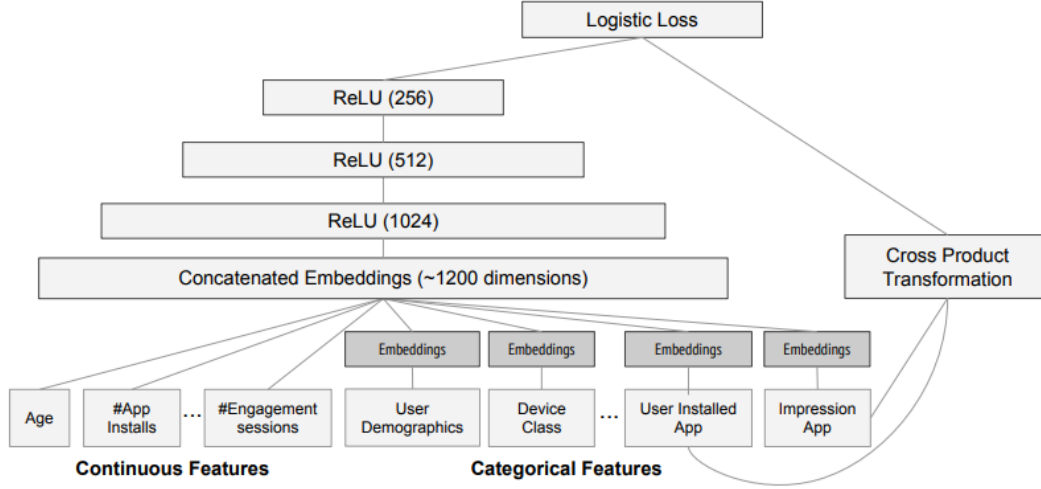 Logistic Loss
ReLU (256)
ReLU (512)
ReLU (1024)
Cross Product
Transformation
Concatenated Embeddings (~1200 dimensions)
Embeddings
Embeddings
Embeddings
Embeddings
Age
#App
Installs
...
#Engagement
sessions
User
Demographics
Device
Class
...
User Installed
App
Impression
App
Continuous Features
Categorical Features